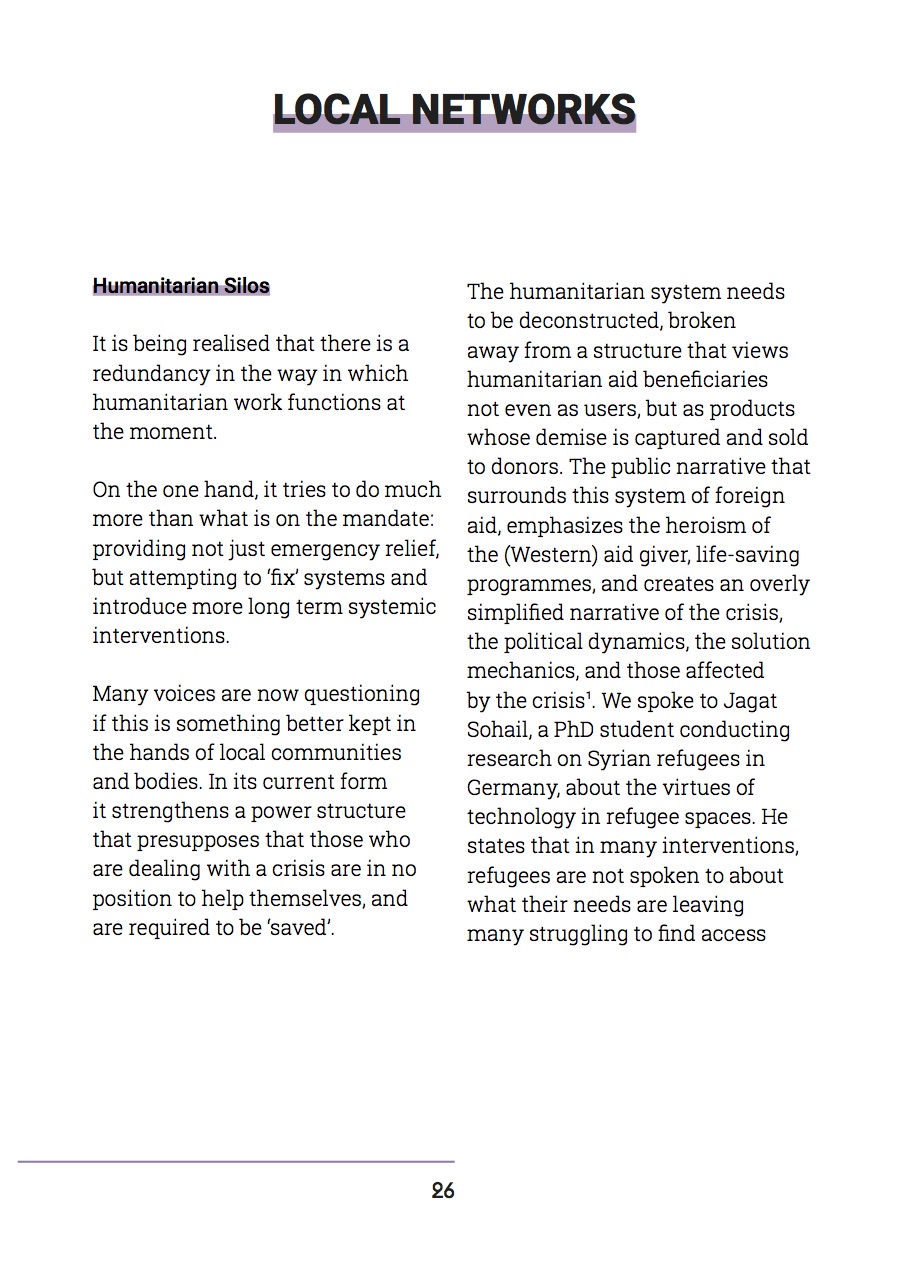 LOCAL NETWORKS
Humanitarian Silos
It is being realised that there is a
redundancy in the way in which
humanitarian work functions at
the moment.
On the one hand, it tries to do much
more than what is on the mandate:
providing not just emergency relief,
but attempting to ‘fix’ systems and
introduce more long term systemic
interventions.
Many voices are now questioning
if this is something better kept in
the hands of local communities
and bodies. In its current form
it strengthens a power structure
that presupposes that those who
are dealing with a crisis are in no
position to help themselves, and
are required to be ‘saved’.
The humanitarian system needs
to be deconstructed, broken
away from a structure that views
humanitarian aid beneficiaries
not even as users, but as products
whose demise is captured and sold
to donors. The public narrative that
surrounds this system of foreign
aid, emphasizes the heroism of
the (Western) aid giver, life-saving
programmes, and creates an overly
simplified narrative of the crisis,
the political dynamics, the solution
mechanics, and those affected
by the crisis¹. We spoke to Jagat
Sohail, a PhD student conducting
research on Syrian refugees in
Germany, about the virtues of
technology in refugee spaces. He
states that in many interventions,
refugees are not spoken to about
what their needs are leaving
many struggling to find access
26